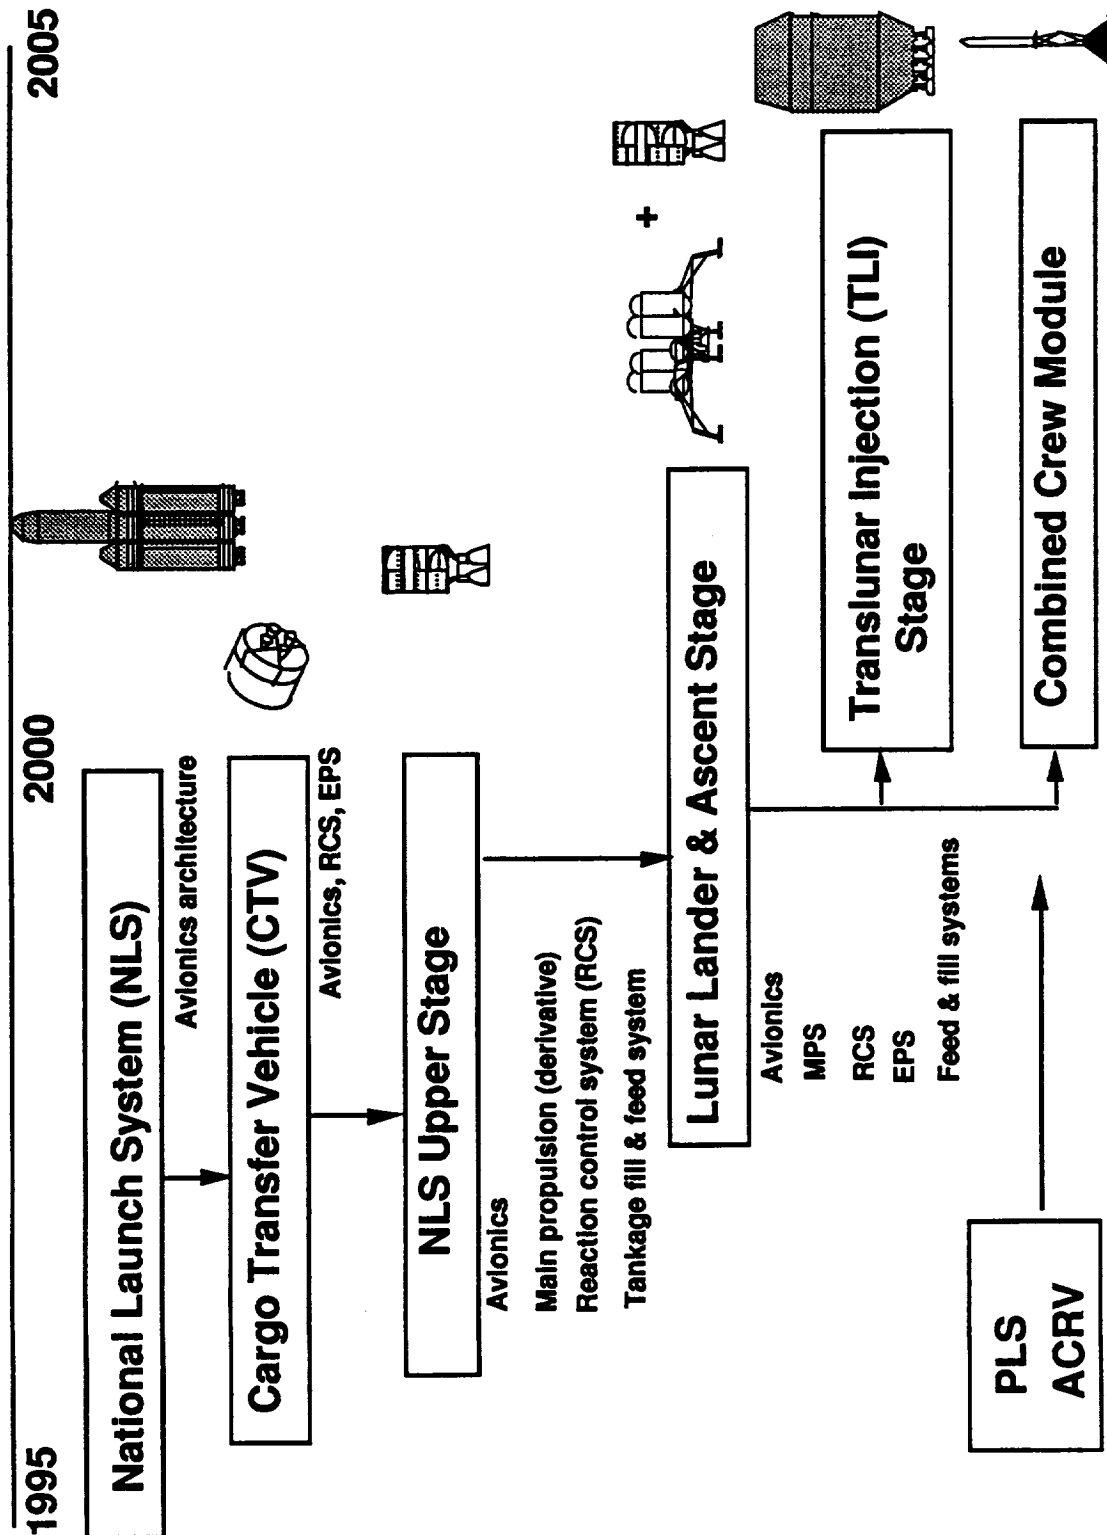 1995
2000
2005
National Launch System (NLS)
Avionics architecture
Cargo Transfer Vehicle (CTV)
Avionics, RCS, EPS
NLS Upper Stage
Avionics
Main propulsion (derivative)
Reaction control system (RCS)
Tankage fill & feed system
+
Lunar Lander & Ascent Stage
Avionics
MPS
RCS
EPS
Feed & fill systems
Translunar Injection (TLI)
Stage
PLS
ACRV
Combined Crew Module